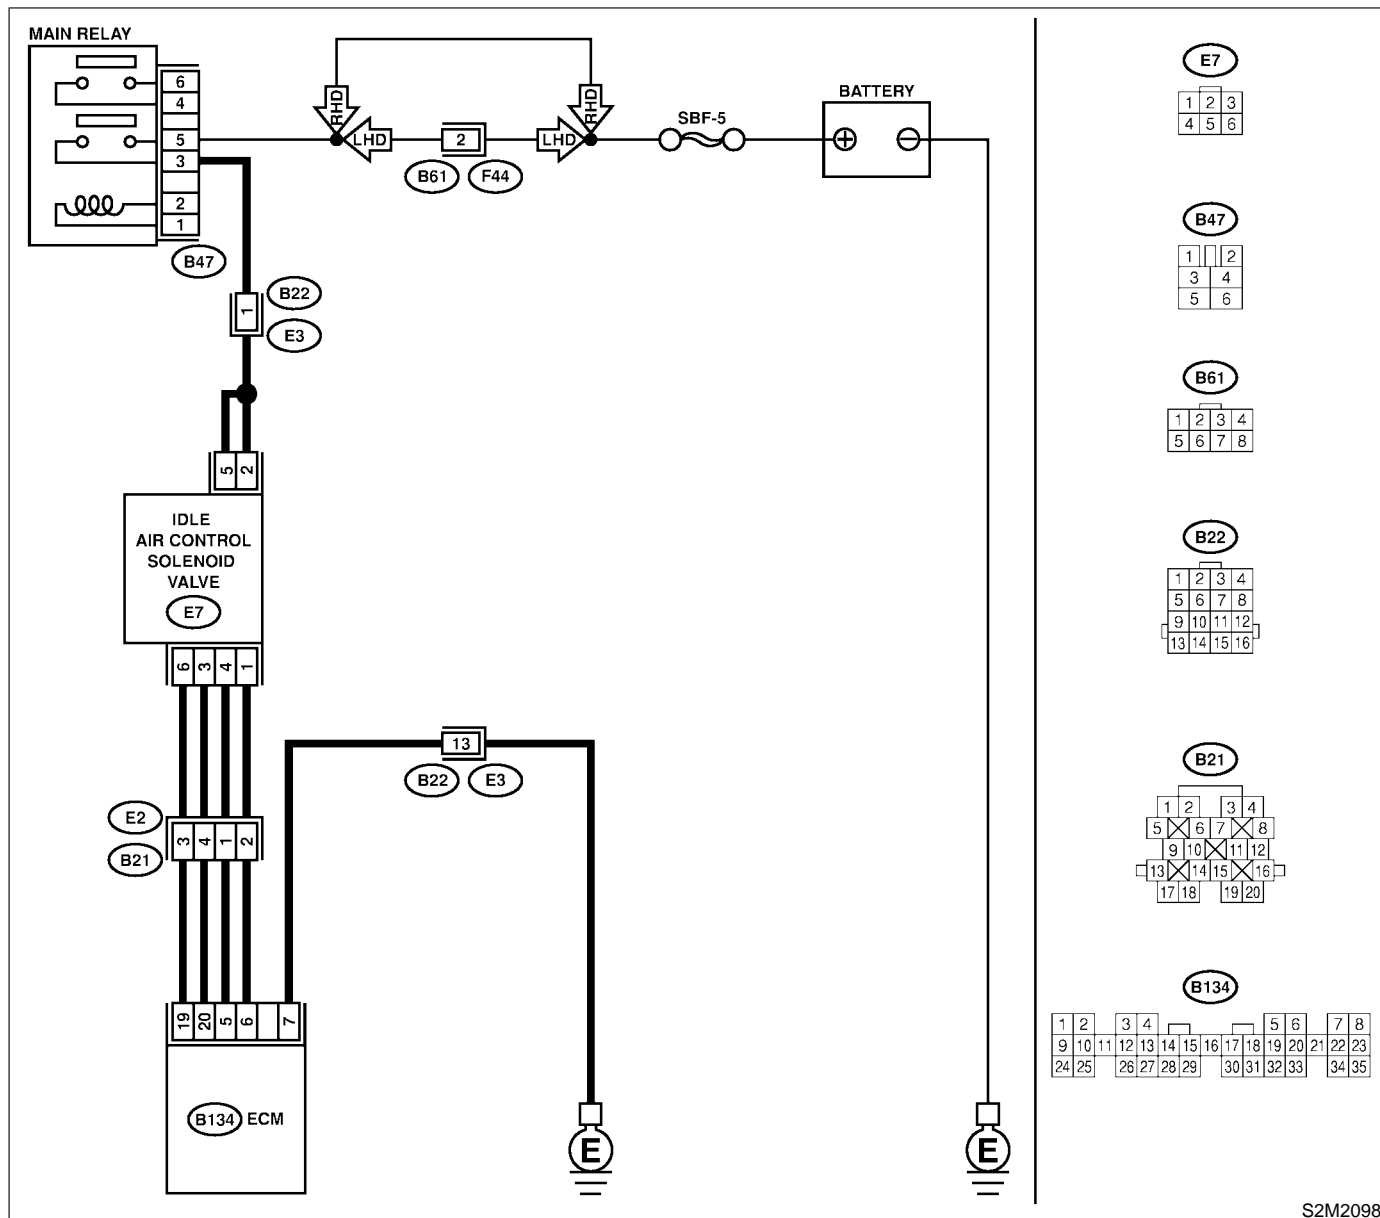 MAIN RELAY
6
4
5
3
2
1
B47
RHD
LHD
2
B61
F44
LHD
RHD
SBF-5
BATTERY
+
−
1
B22
E3
5 2
IDLE
AIR CONTROL
SOLENOID
VALVE
E7
6 3 4 1
13
B22 E3
E2
B21
3 4 1 2
19 20 5 6 7
B134 ECM
E
E
E7
1 2 3
4 5 6
B47
1 2
3 4
5 6
B61
1 2 3 4
5 6 7 8
B22
1 2 3 4
5 6 7 8
9 10 11 12
13 14 15 16
B21
1 2 3 4
5 6 7 8
9 10 11 12
13 14 15 16
17 18 19 20
B134
1 2 3 4 5 6 7 8
9 10 11 12 13 14 15 16 17 18 19 20 21 22 23
24 25 26 27 28 29 30 31 32 33 34 35
S2M2098